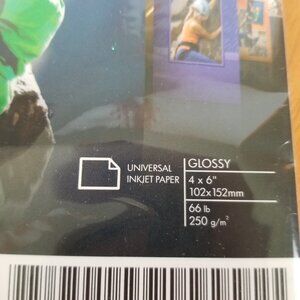 UNIVERSAL
INKJET PAPER
GLOSSY
4 x 6"
102x152mm
66 lb
250 g/m²